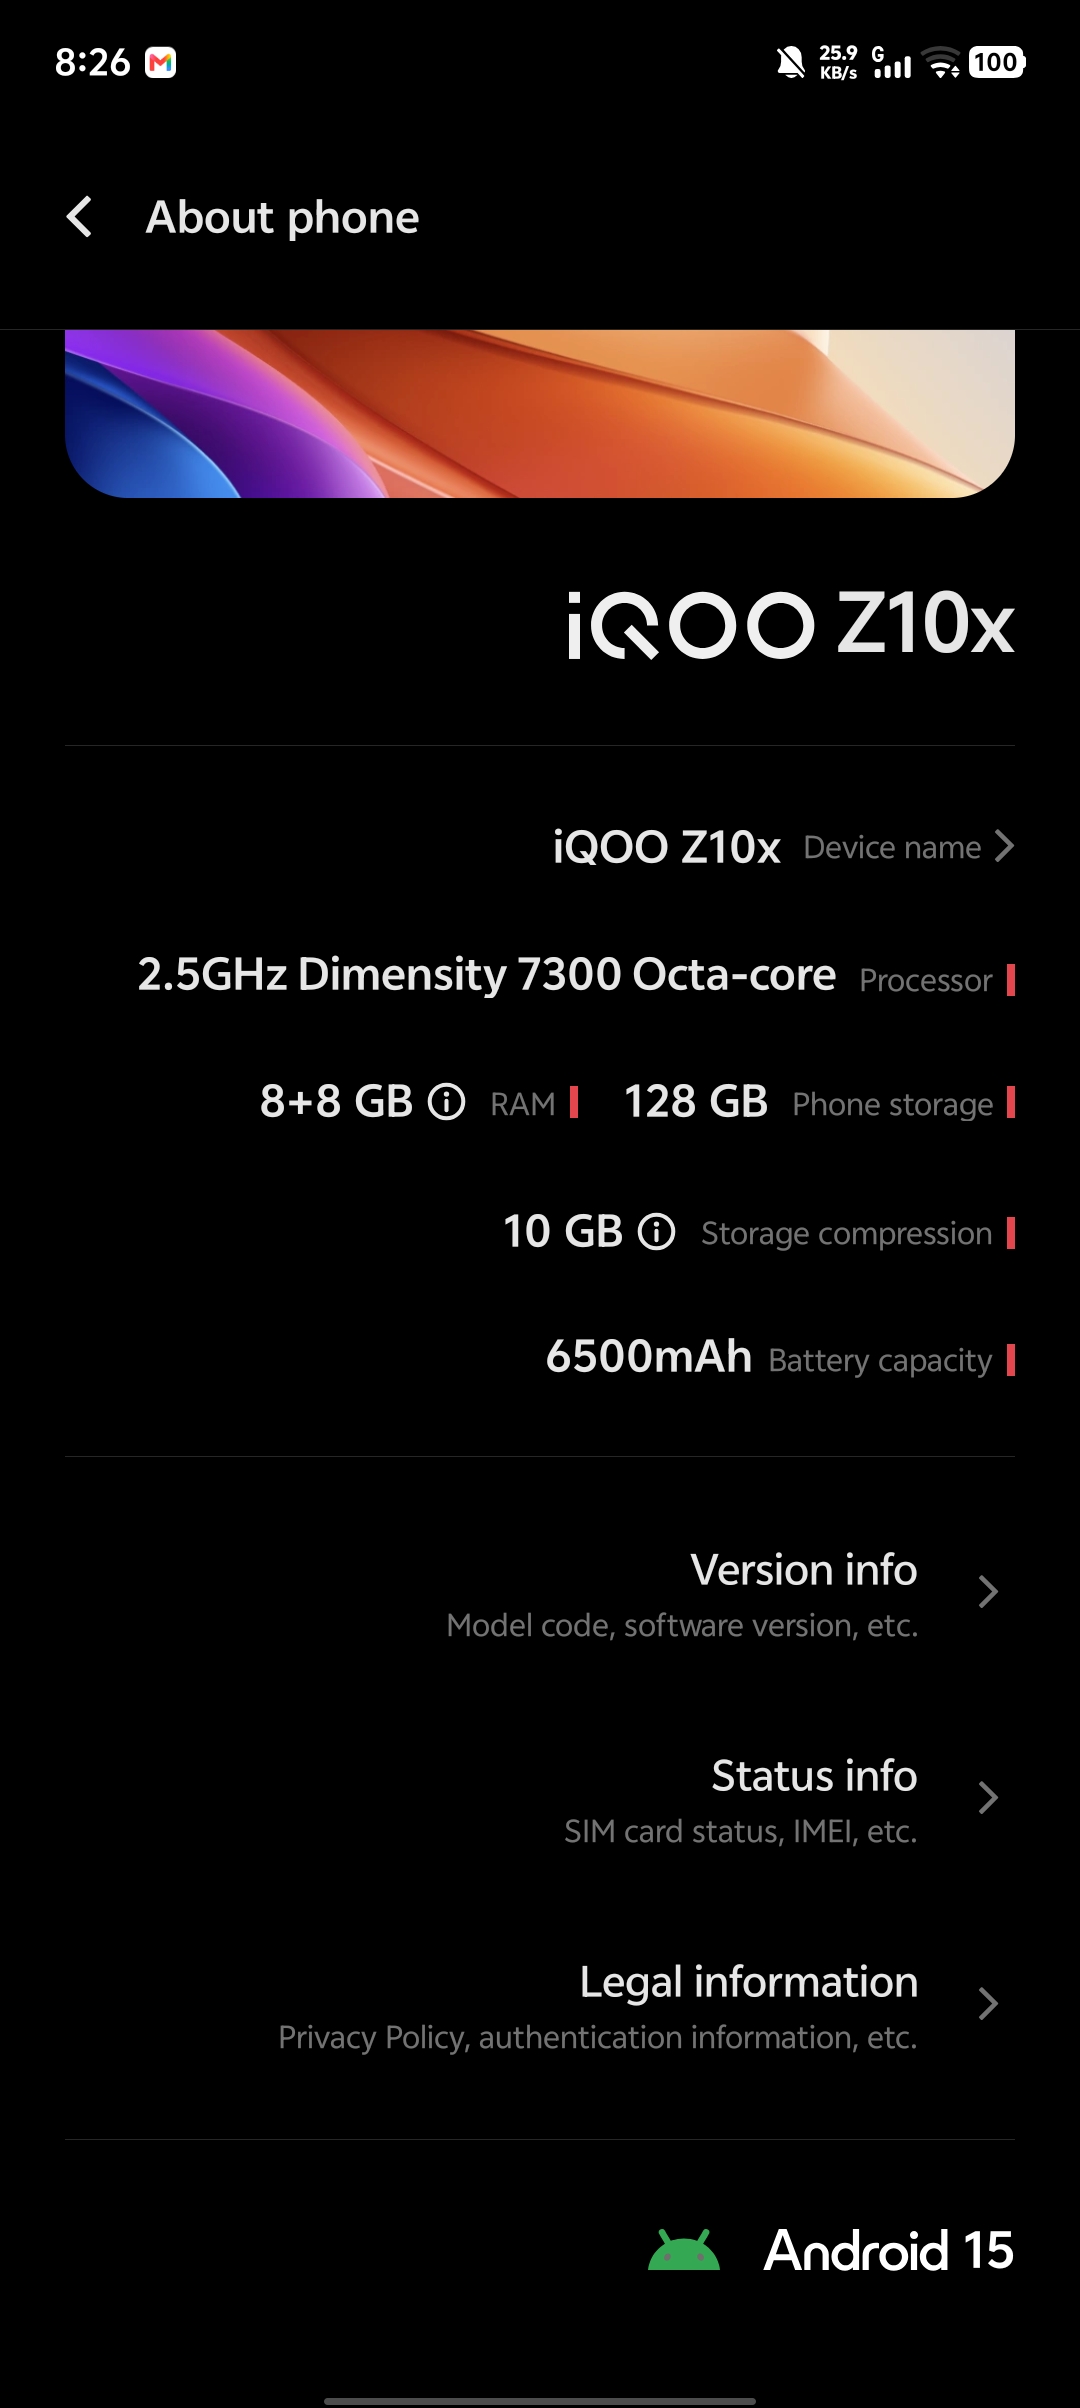 8:26 25.9 KB/s G 100
About phone
iQOO Z10x
iQOO Z10x Device name
2.5GHz Dimensity 7300 Octa-core Processor
8+8 GB RAM 128 GB Phone storage
10 GB Storage compression
6500mAh Battery capacity
Version info
Model code, software version, etc.
Status info
SIM card status, IMEI, etc.
Legal information
Privacy Policy, authentication information, etc.
Android 15